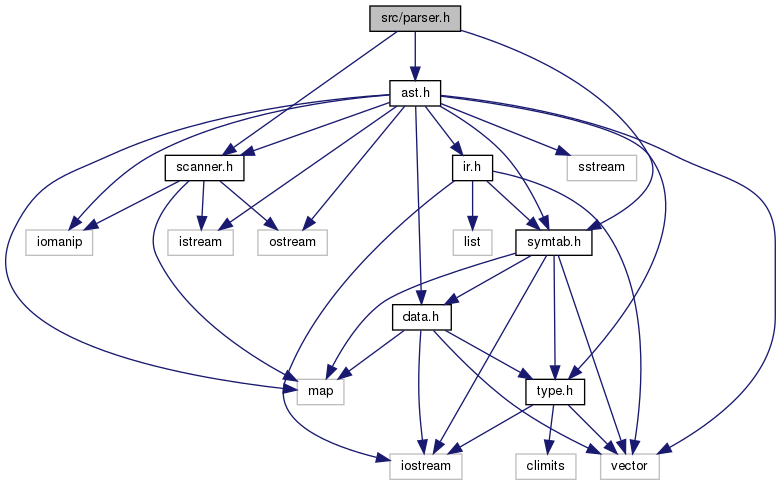 src/parser.h
ast.h
scanner.h
ir.h
sstream
iomanip
istream
ostream
list
symtab.h
data.h
map
type.h
iostream
climits
vector